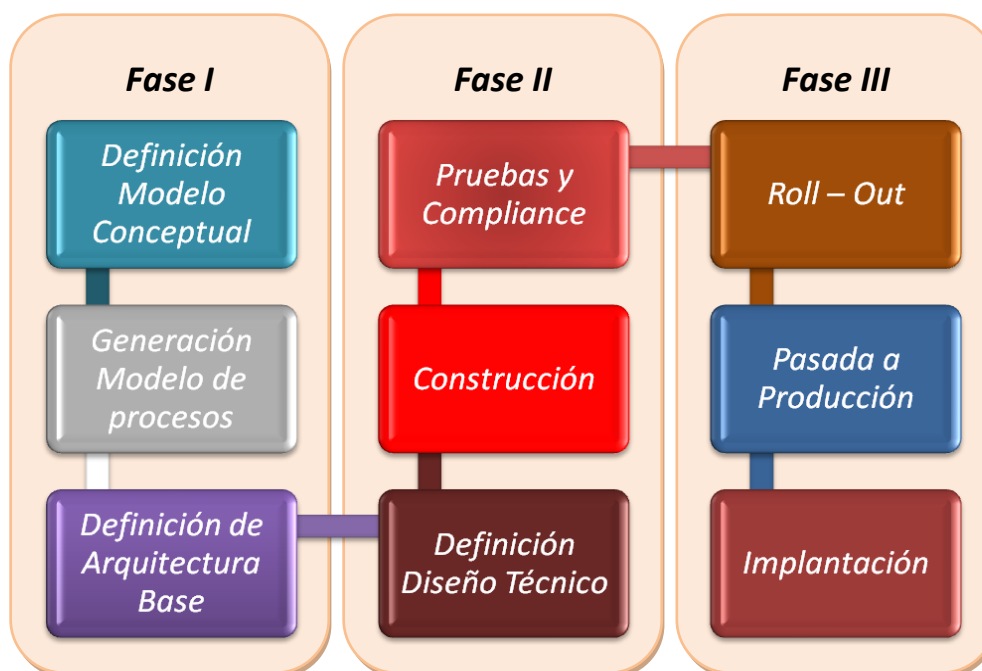 Fase I
Definición
Modelo
Conceptual
Generación
Modelo de
procesos
Definición de
Arquitectura
Base
Fase II
Pruebas y
Compliance
Construcción
Definición
Diseño Técnico
Fase III
Roll – Out
Pasada a
Producción
Implantación